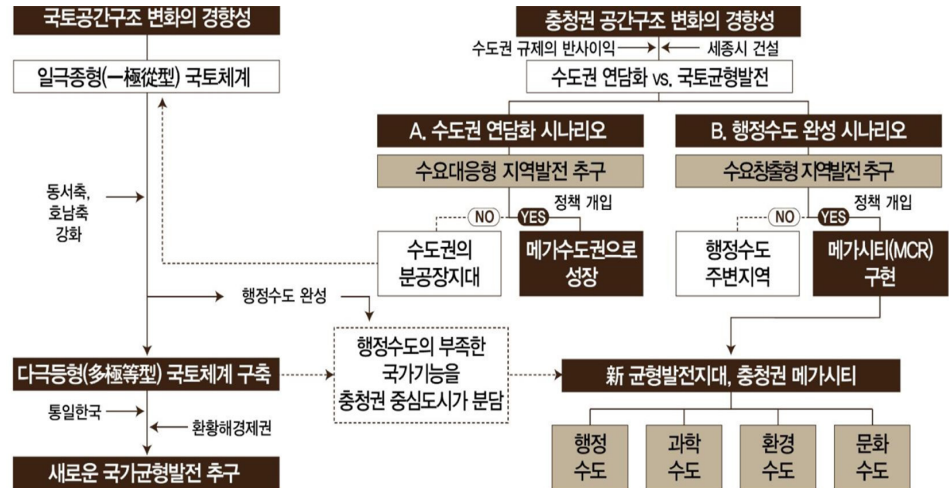 국토공간구조 변화의 경향성
일극종형(一極從型) 국토체계
동서축,
호남축
강화
행정수도 완성
다극등형(多極等型) 국토체계 구축
통일한국
환황해경제권
새로운 국가균형발전 추구
충청권 공간구조 변화의 경향성
수도권 규제의 반사이익
세종시 건설
수도권 연담화 vs. 국토균형발전
A. 수도권 연담화 시나리오
수요대응형 지역발전 추구
정책 개입
NO
YES
수도권의
분공장지대
메가수도권으로
성장
B. 행정수도 완성 시나리오
수요창출형 지역발전 추구
정책 개입
NO
YES
행정수도
주변지역
메가시티(MCR)
구현
행정수도의 부족한
국가기능을
충청권 중심도시가 분담
新 균형발전지대, 충청권 메가시티
행정
수도
과학
수도
환경
수도
문화
수도